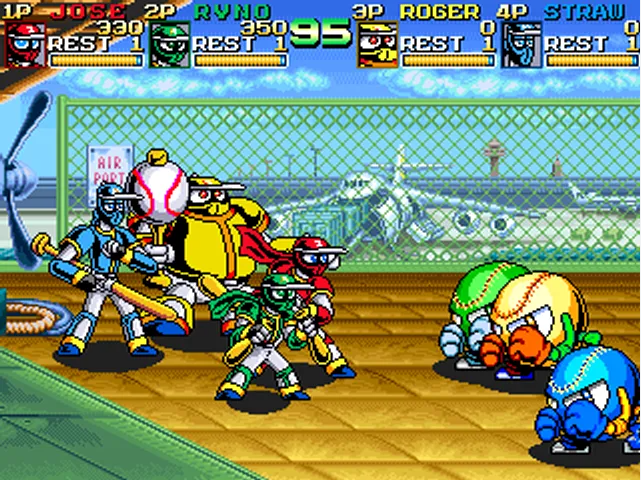 1P JOSE 2P RYNO 3P ROGER 4P STRAW
330 350 95 0 0
REST 1 REST 1 REST 1 REST 1
AIR
PORT